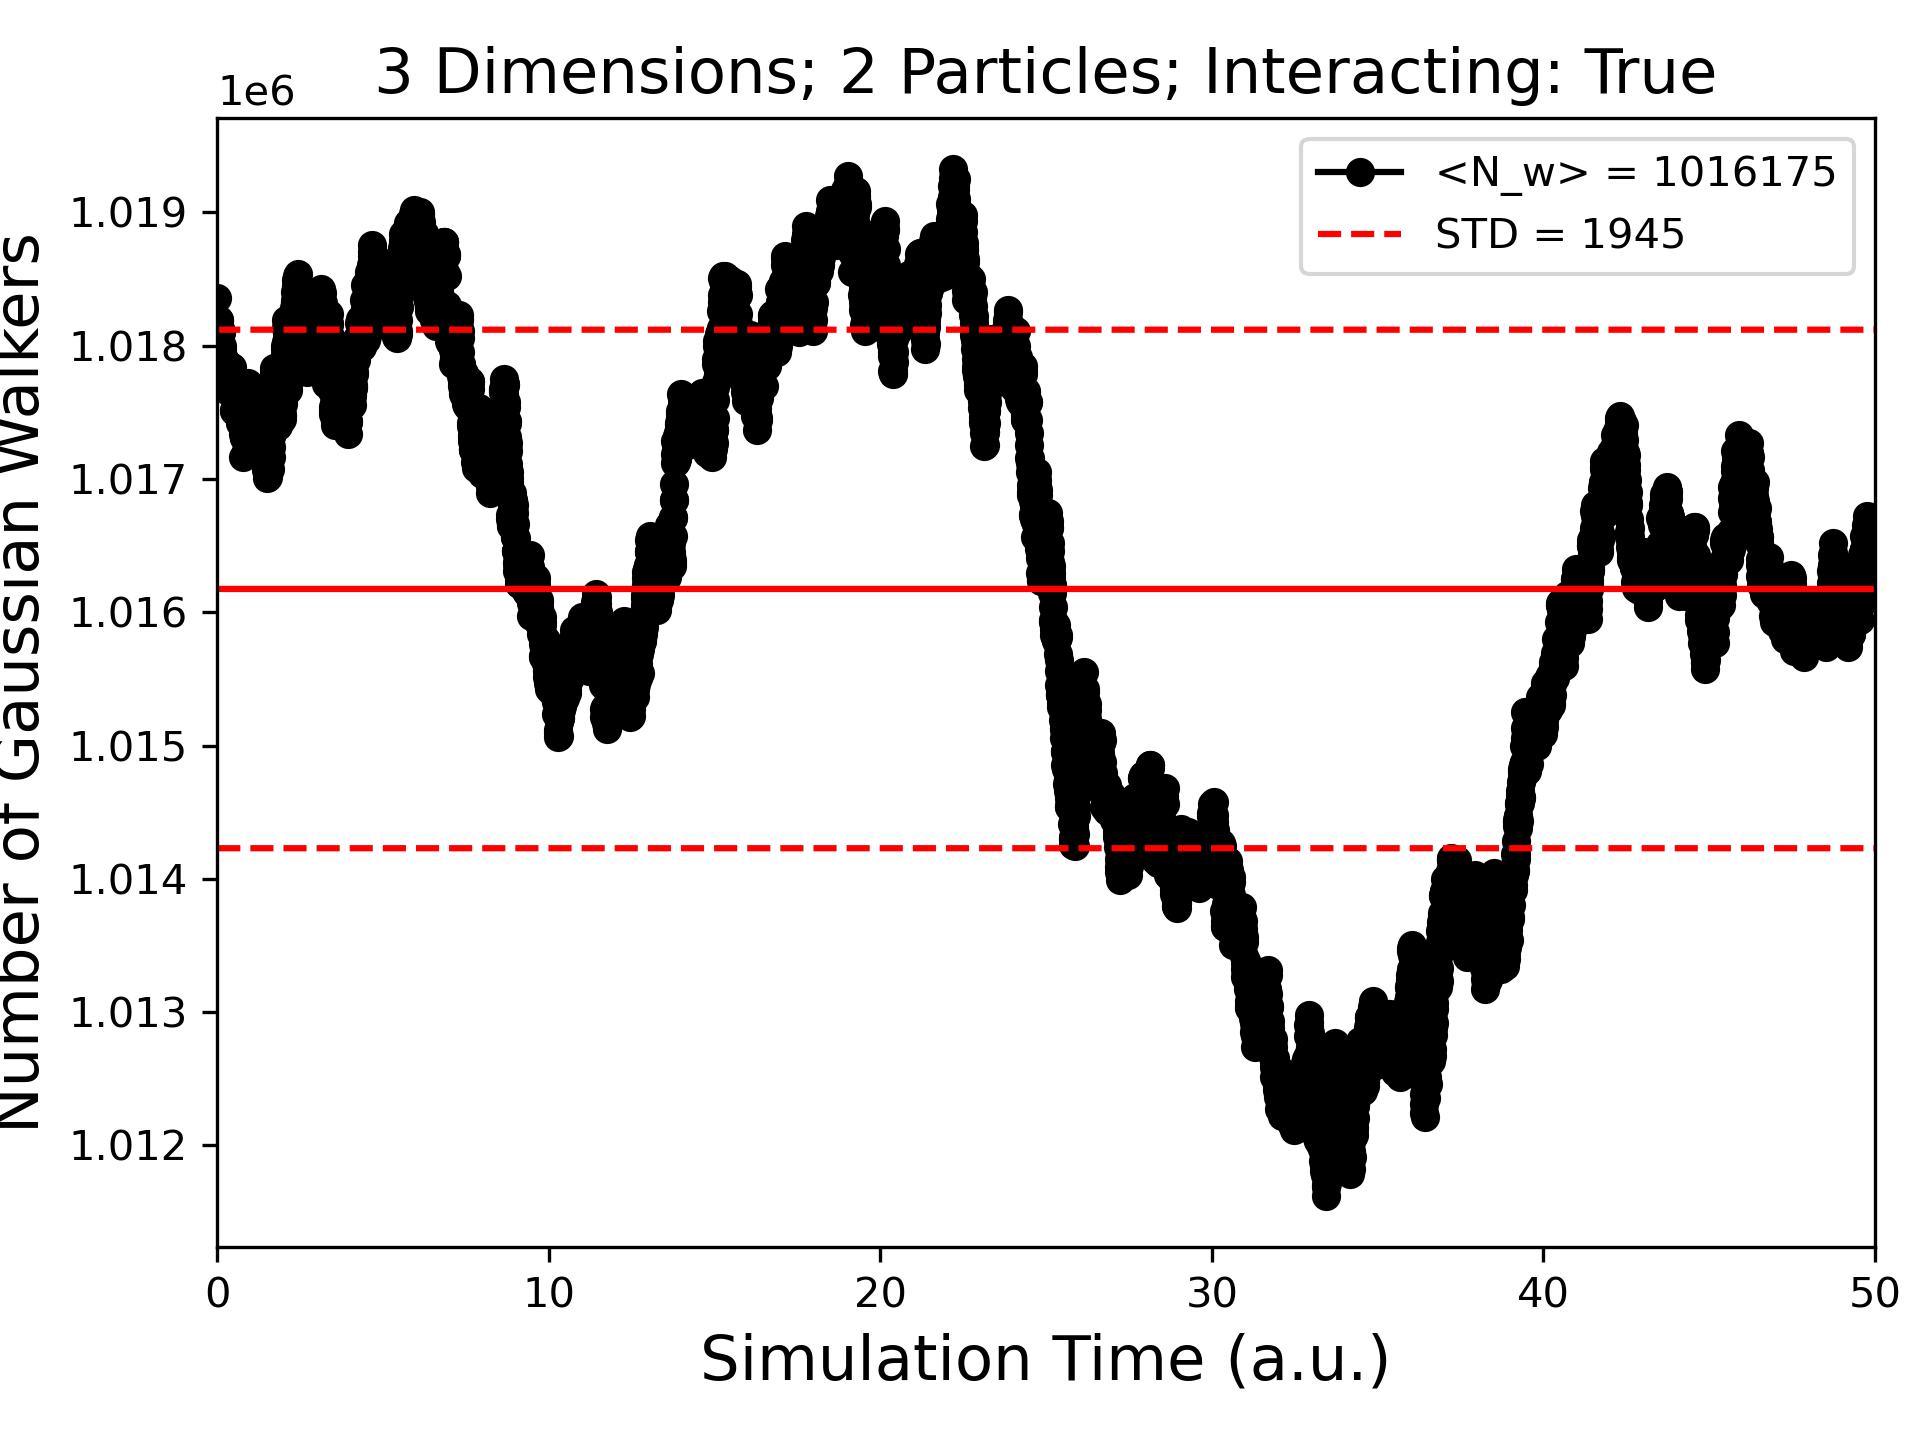 3 Dimensions; 2 Particles; Interacting: True
1e6
<N_w> = 1016175
STD = 1945
Number of Gaussian Walkers
1.019
1.018
1.017
1.016
1.015
1.014
1.013
1.012
0 10 20 30 40 50
Simulation Time (a.u.)